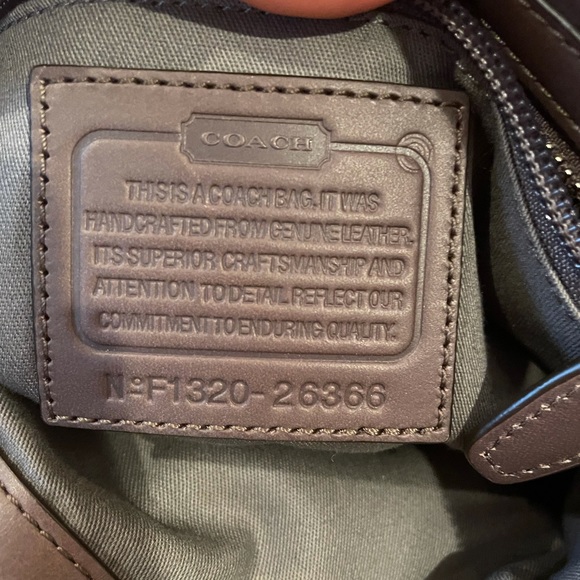 COACH
THIS IS A COACH BAG. IT WAS
HANDCRAFTED FROM GENUINE LEATHER.
ITS SUPERIOR CRAFTSMANSHIP AND
ATTENTION TO DETAIL REFLECT OUR
COMMITMENT TO ENDURING QUALITY.
No F1320-26366